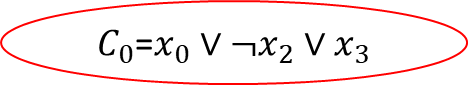 𝐶₀=𝑥₀ ∨ ¬𝑥₂ ∨ 𝑥₃